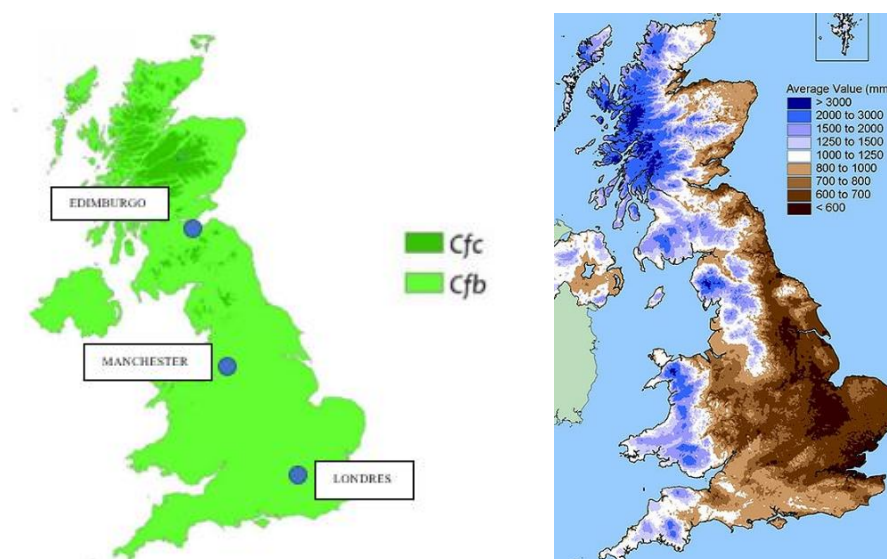 EDIMBURGO
Cfc
Cfb
MANCHESTER
LONDRES
Average Value (mm
> 3000
2000 to 3000
1500 to 2000
1250 to 1500
1000 to 1250
800 to 1000
700 to 800
600 to 700
< 600